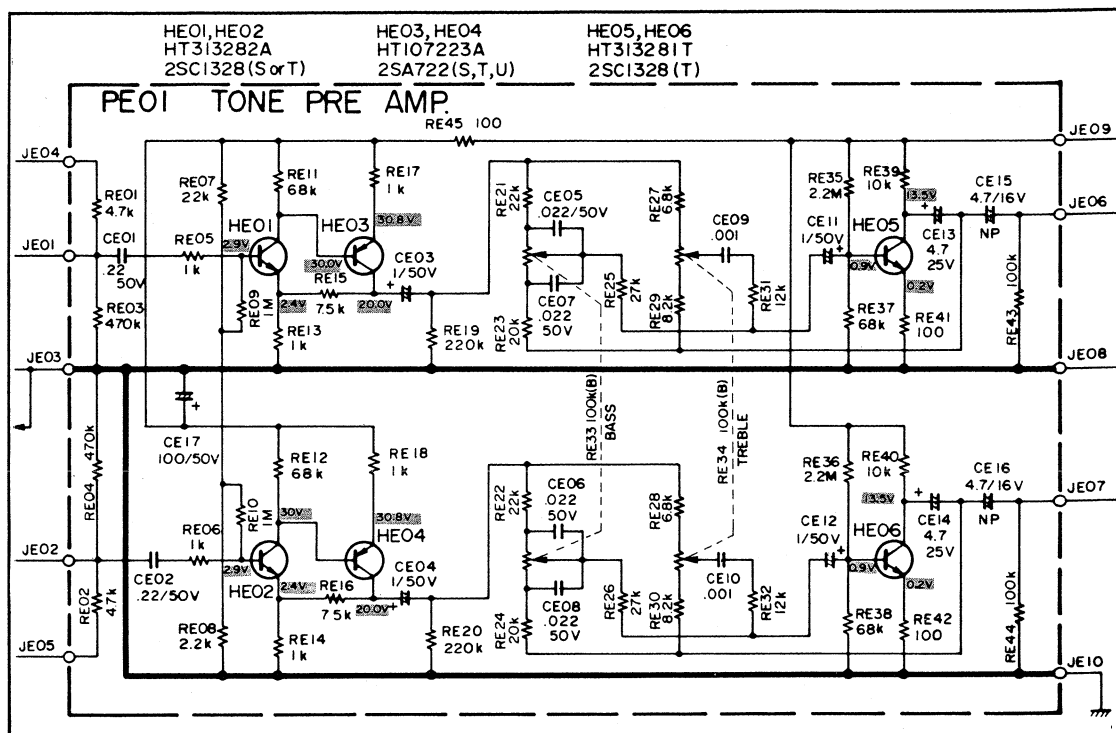 HE01, HE02
HT313282A
2SC1328(S or T)
HE03, HE04
HT107223A
2SA722(S,T,U)
HE05, HE06
HT313281T
2SC1328(T)
PE01 TONE PRE AMP.
RE45 100
JE09
JE04
RE01
4.7k
RE07
22k
RE11
68k
RE17
1k
RE21
22k
CE05
.022/50V
RE27
6.8k
CE09
.001
RE35
2.2M
RE39
10k
13.5V
CE15
4.7/16V
NP
JE06
JE01
CE01
.22
50V
RE05
1k
2.9V
HE01
HE03
30.8V
30.0V
CE03
1/50V
CE11
1/50V
HE05
0.9V
CE13
4.7
25V
0.2V
RE03
470k
RE09
1M
2.4V
RE15
7.5k
20.0V
CE07
.022
50V
RE25
27k
RE29
8.2k
RE31
12k
RE37
68k
RE41
100
RE43
100k
RE13
1k
RE19
220k
RE23
20k
JE03
JE08
CE17
100/50V
RE33 100k(B)
BASS
RE34 100k(B)
TREBLE
RE04
470k
RE12
68k
RE18
1k
RE22
22k
CE06
.022
50V
RE28
6.8k
RE36
2.2M
RE40
10k
13.5V
CE16
4.7/16V
NP
JE07
RE10
1M
30V
30.8V
RE06
1k
HE04
CE04
1/50V
CE12
1/50V
HE06
CE14
4.7
25V
JE02
CE02
.22/50V
2.9V
HE02
2.4V
RE16
7.5k
20.0V
CE08
.022
50V
RE26
27k
RE30
8.2k
CE10
.001
RE32
12k
0.9V
0.2V
RE02
4.7k
RE08
2.2k
RE14
1k
RE20
220k
RE24
20k
RE38
68k
RE42
100
RE44
100k
JE05
JE10